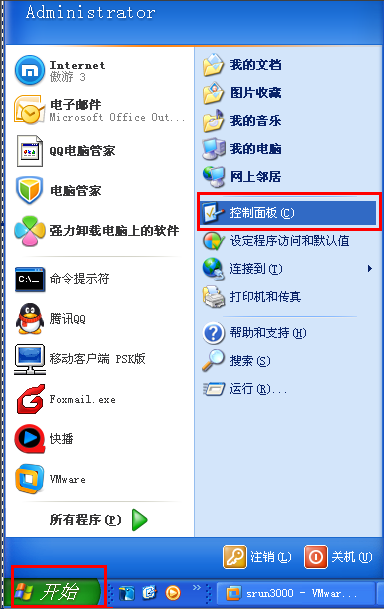 Administrator
Internet
傲游 3
电子邮件
Microsoft Office Out...
QQ电脑管家
电脑管家
强力卸载电脑上的软件
命令提示符
腾讯QQ
移动客户端 PSK版
Foxmail.exe
快播
VMware
所有程序(P)
我的文档
图片收藏
我的音乐
我的电脑
网上邻居
控制面板(C)
设定程序访问和默认值
连接到(T)
打印机和传真
帮助和支持(H)
搜索(S)
运行(R)...
注销(L)
关机(U)
开始
srun3000 - VMwar...